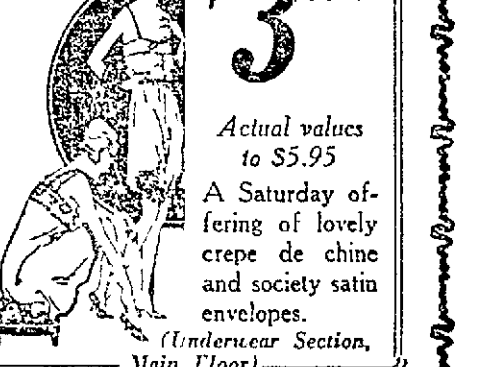 3
Actual values
to $5.95
A Saturday of-
fering of lovely
crepe de chine
and society satin
envelopes.
(Underwear Section,
Main Floor)